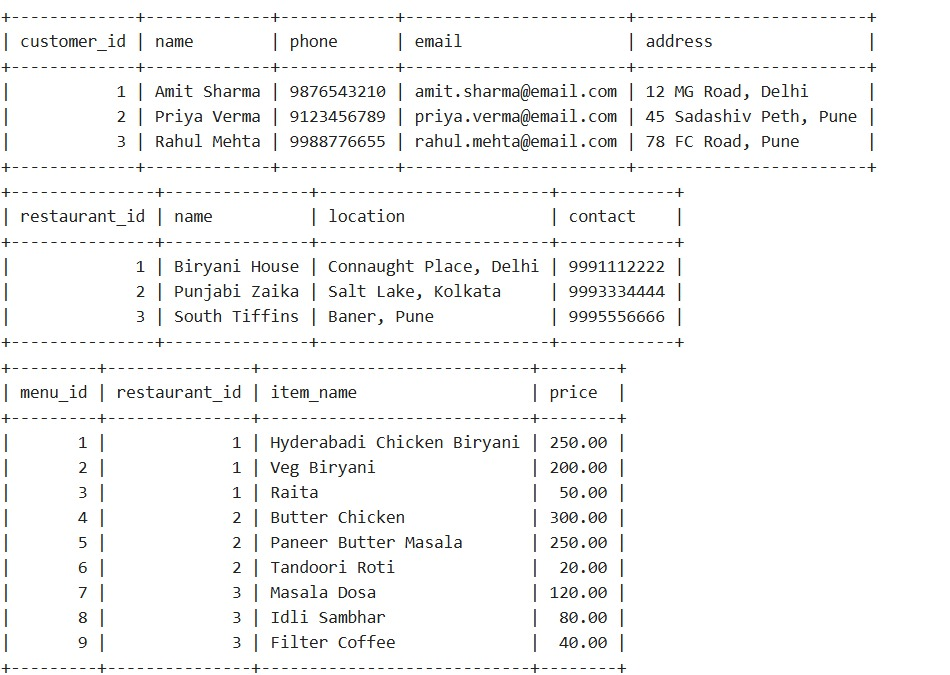 +-------------+-------------+------------+------------------------+------------------------+
| customer_id | name        | phone      | email                  | address                |
+-------------+-------------+------------+------------------------+------------------------+
|           1 | Amit Sharma | 9876543210 | amit.sharma@email.com | 12 MG Road, Delhi      |
|           2 | Priya Verma | 9123456789 | priya.verma@email.com | 45 Sadashiv Peth, Pune |
|           3 | Rahul Mehta | 9988776655 | rahul.mehta@email.com | 78 FC Road, Pune       |
+-------------+-------------+------------+------------------------+------------------------+
+---------------+---------------+------------------------+------------+
| restaurant_id | name          | location               | contact    |
+---------------+---------------+------------------------+------------+
|             1 | Biryani House | Connaught Place, Delhi | 9991112222 |
|             2 | Punjabi Zaika | Salt Lake, Kolkata     | 9993334444 |
|             3 | South Tiffins | Baner, Pune            | 9995556666 |
+---------------+---------------+------------------------+------------+
+---------+---------------+----------------------------+--------+
| menu_id | restaurant_id | item_name                  | price  |
+---------+---------------+----------------------------+--------+
|       1 |             1 | Hyderabadi Chicken Biryani | 250.00 |
|       2 |             1 | Veg Biryani                | 200.00 |
|       3 |             1 | Raita                      |  50.00 |
|       4 |             2 | Butter Chicken             | 300.00 |
|       5 |             2 | Paneer Butter Masala       | 250.00 |
|       6 |             2 | Tandoori Roti              |  20.00 |
|       7 |             3 | Masala Dosa                | 120.00 |
|       8 |             3 | Idli Sambhar               |  80.00 |
|       9 |             3 | Filter Coffee              |  40.00 |
+---------+---------------+----------------------------+--------+